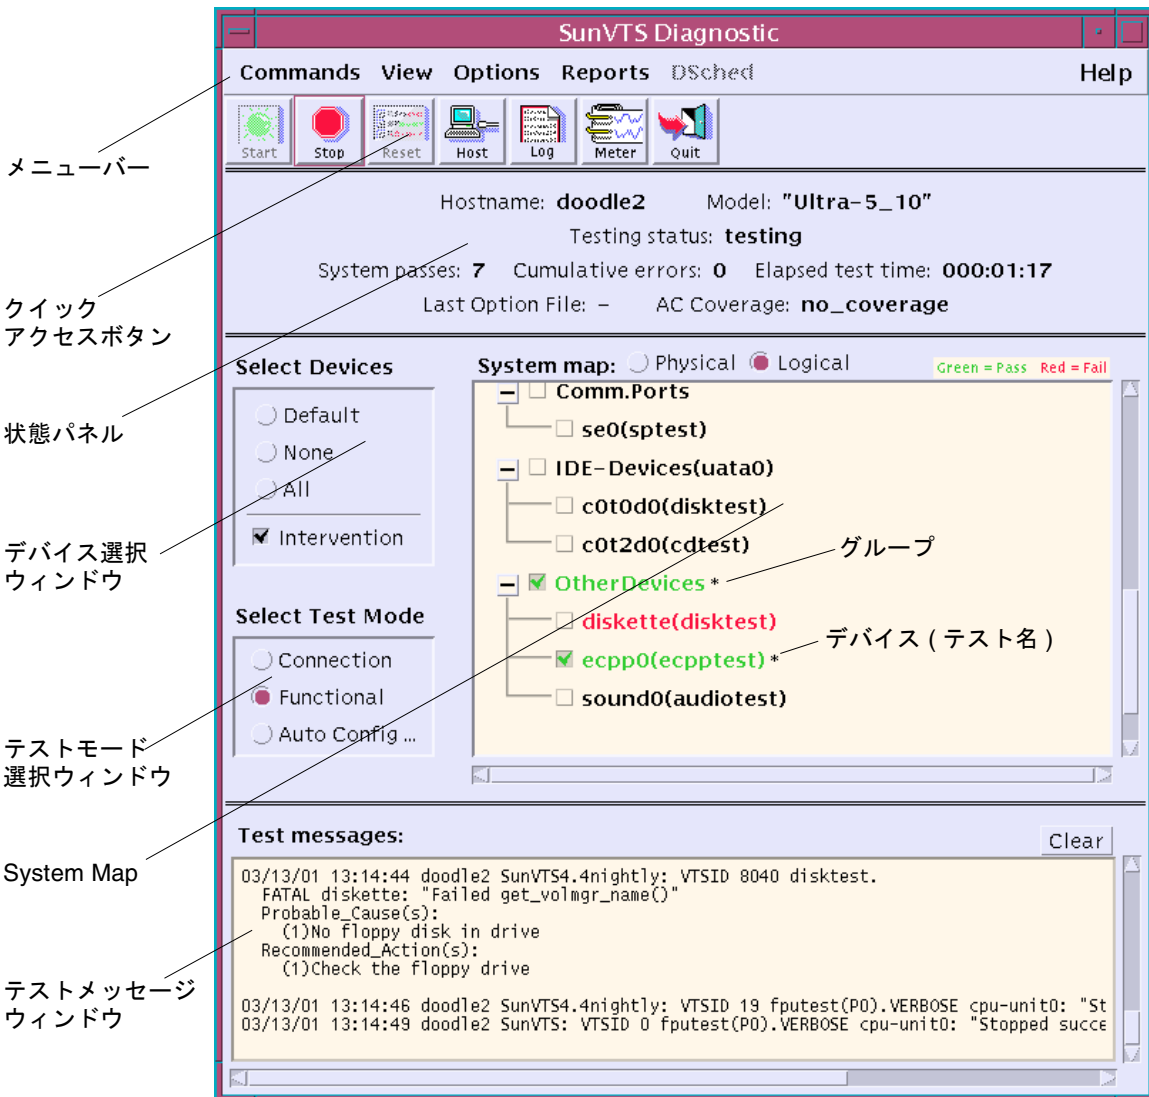 SunVTS Diagnostic
Commands View Options Reports DSched Help
Start Stop Reset Host Log Meter Quit
メニューバー
Hostname: doodle2 Model: "Ultra-5_10"
Testing status: testing
System passes: 7 Cumulative errors: 0 Elapsed test time: 000:01:17
Last Option File: - AC Coverage: no_coverage
クイック
アクセスボタン
Select Devices
System map: Physical Logical
Green = Pass Red = Fail
Default
None
All
Intervention
状態パネル
デバイス選択
ウィンドウ
Comm.Ports
se0(sptest)
IDE-Devices(uata0)
c0t0d0(disktest)
c0t2d0(cdtest)
グループ
OtherDevices *
diskette(disktest)
デバイス ( テスト名 )
ecpp0(ecpptest) *
sound0(audiotest)
Select Test Mode
Connection
Functional
Auto Config ...
テストモード
選択ウィンドウ
Test messages:
Clear
System Map
03/13/01 13:14:44 doodle2 SunVTS4.4nightly: VTSID 8040 disktest.
FATAL diskette: "Failed get_volmgr_name()"
Probable_Cause(s):
(1)No floppy disk in drive
Recommended_Action(s):
(1)Check the floppy drive
03/13/01 13:14:46 doodle2 SunVTS4.4nightly: VTSID 19 fputest(P0).VERBOSE cpu-unit0: "St
03/13/01 13:14:49 doodle2 SunVTS: VTSID 0 fputest(P0).VERBOSE cpu-unit0: "Stopped succe
テストメッセージ
ウィンドウ